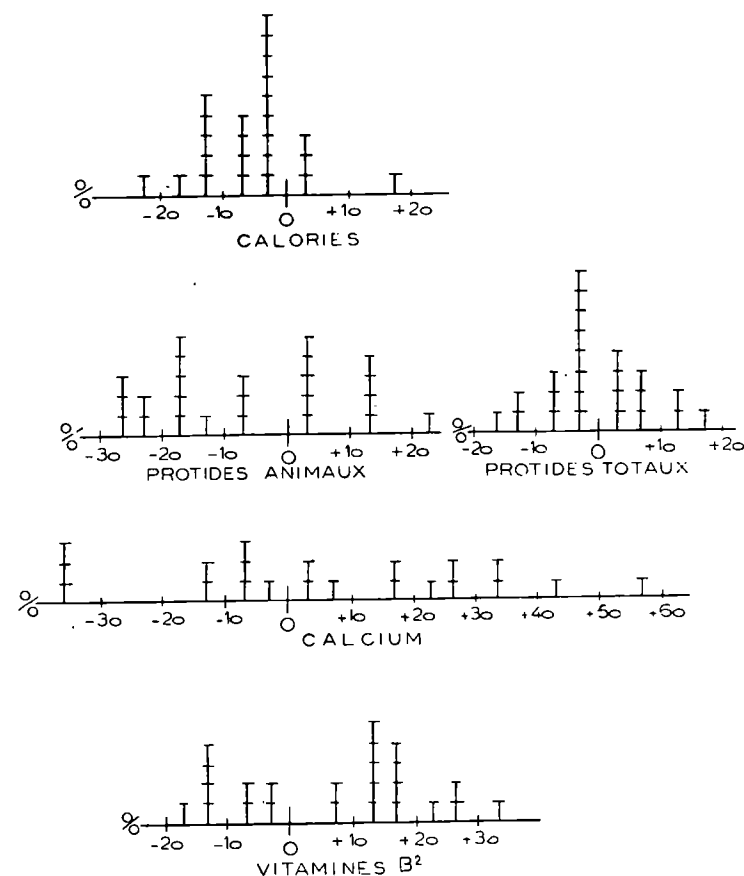 % -20 -10 0 +10 +20
CALORIES
% -30 -20 -10 0 +10 +20
PROTIDES ANIMAUX
% -20 -10 0 +10 +20
PROTIDES TOTAUX
% -30 -20 -10 0 +10 +20 +30 +40 +50 +60
CALCIUM
% -20 -10 0 +10 +20 +30
VITAMINES B²